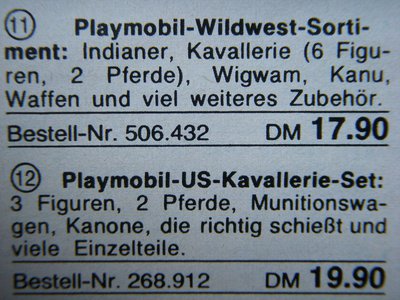 ⑪ Playmobil-Wildwest-Sorti-
ment: Indianer, Kavallerie (6 Figu-
ren, 2 Pferde), Wigwam, Kanu,
Waffen und viel weiteres Zubehör.
Bestell-Nr. 506.432 DM 17.90
⑫ Playmobil-US-Kavallerie-Set:
3 Figuren, 2 Pferde, Munitionswa-
gen, Kanone, die richtig schießt und
viele Einzelteile.
Bestell-Nr. 268.912 DM 19.90